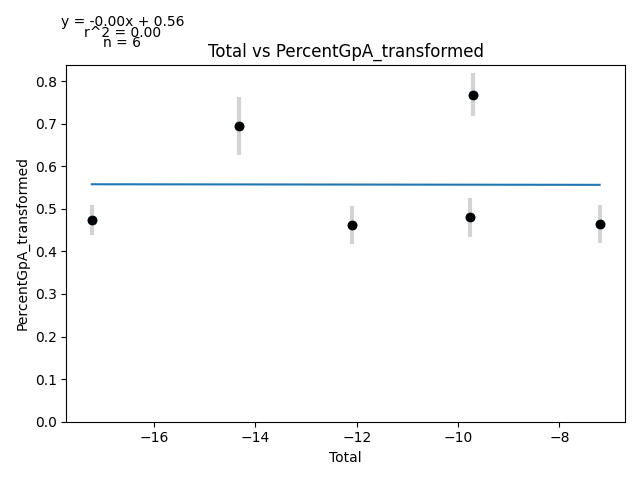 y = -0.00x + 0.56
r^2 = 0.00
n = 6
Total vs PercentGpA_transformed
PercentGpA_transformed
0.8
0.7
0.6
0.5
0.4
0.3
0.2
0.1
0.0
−16 −14 −12 −10 −8
Total